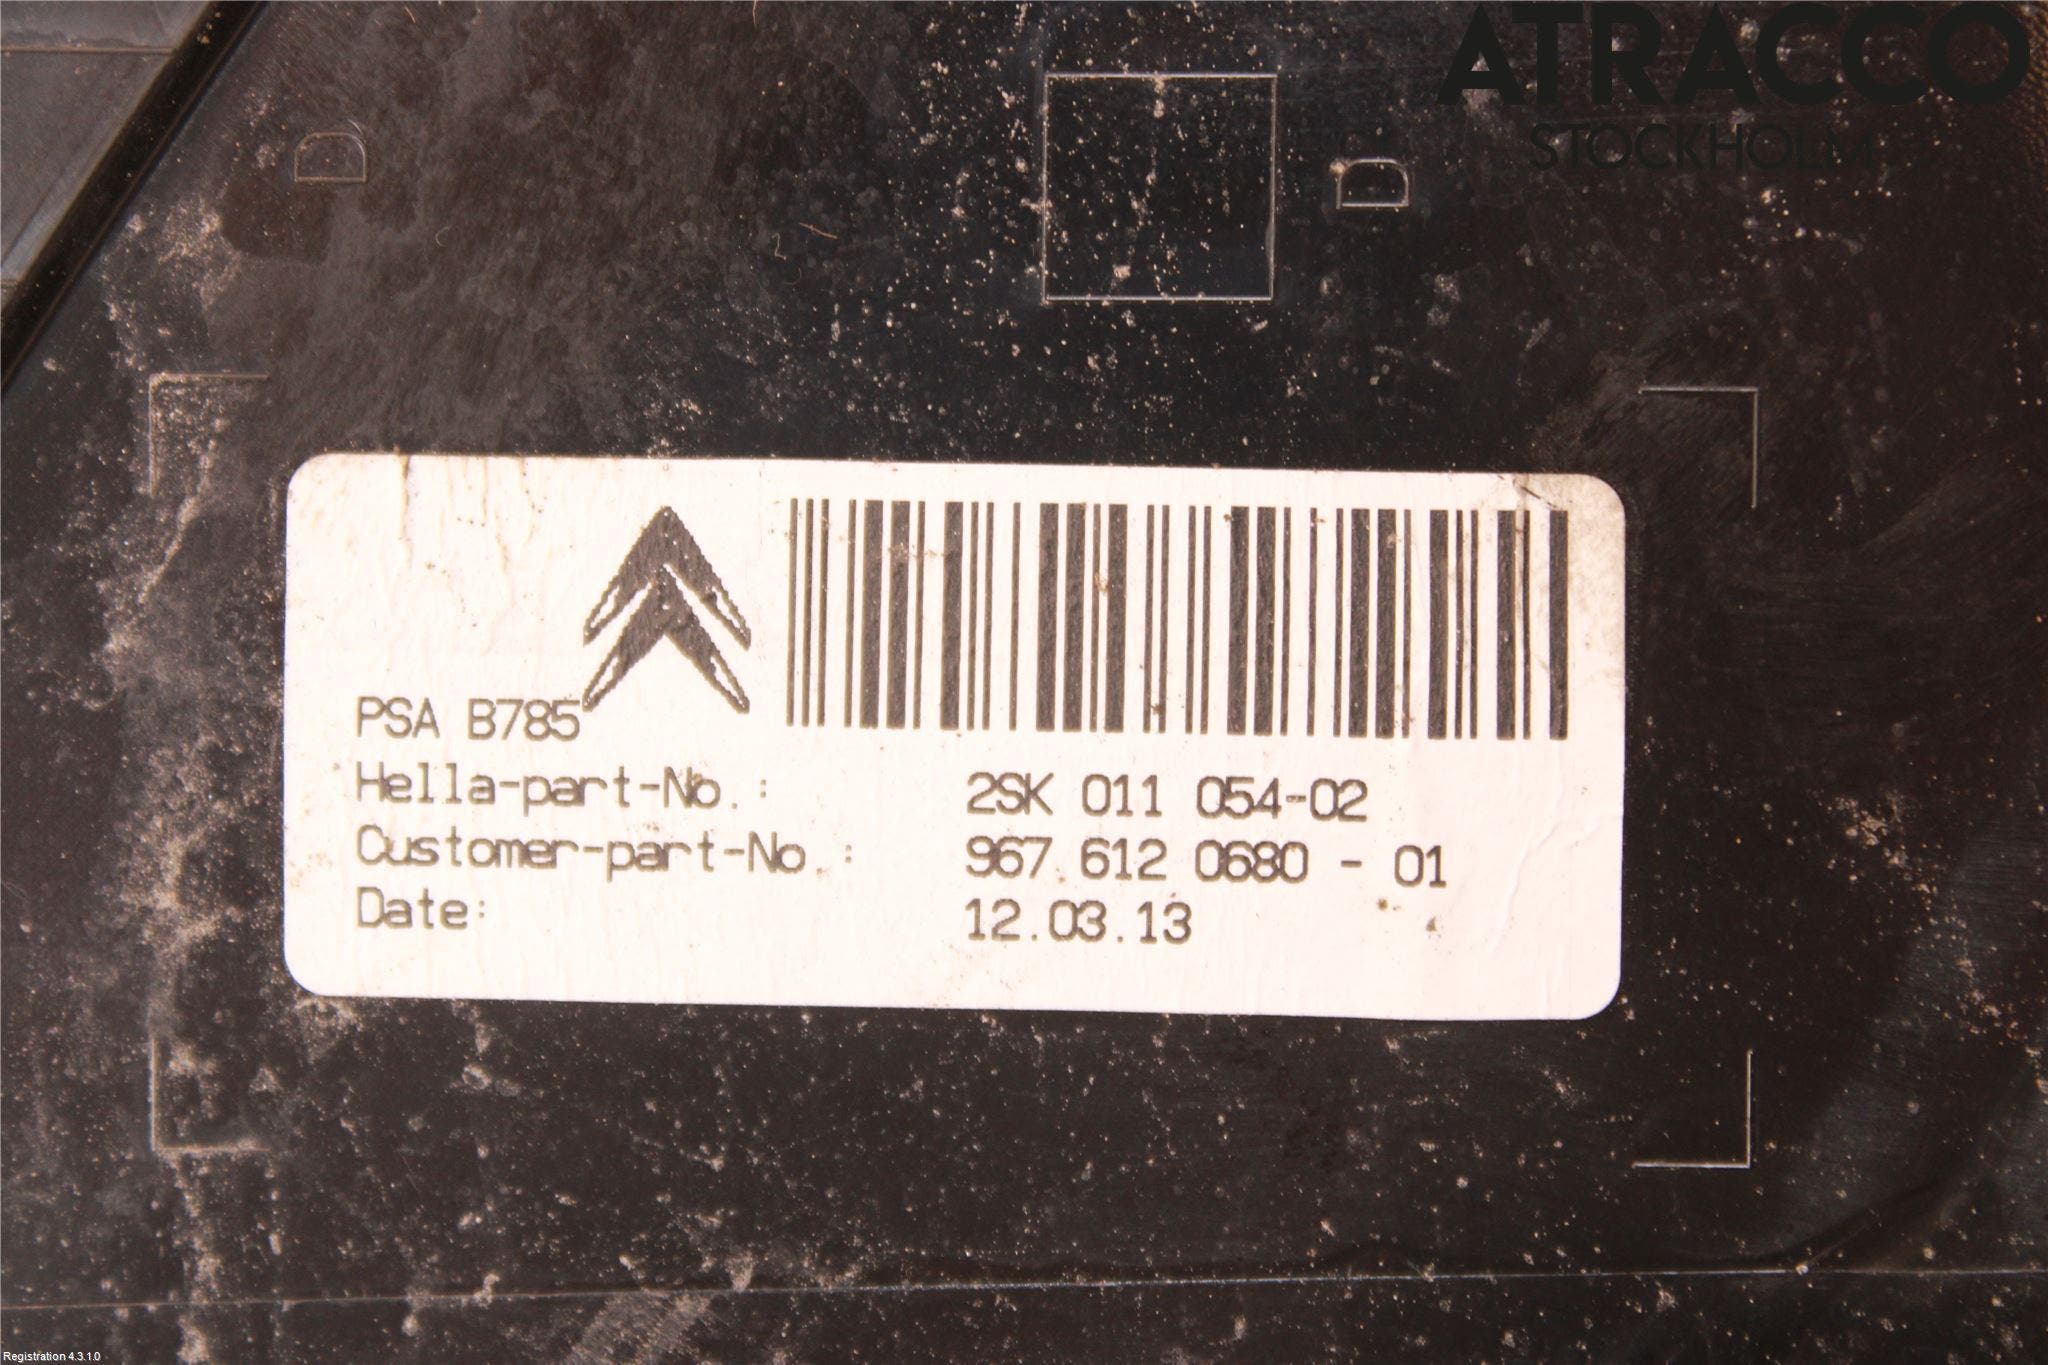 ATRACCO
STOCKHOLM
D
D
PSA B785
Hella-part-No.: 2SK 011 054-02
Customer-part-No.: 967 612 0680 - 01
Date: 12.03.13
Registration 4.3.1.0